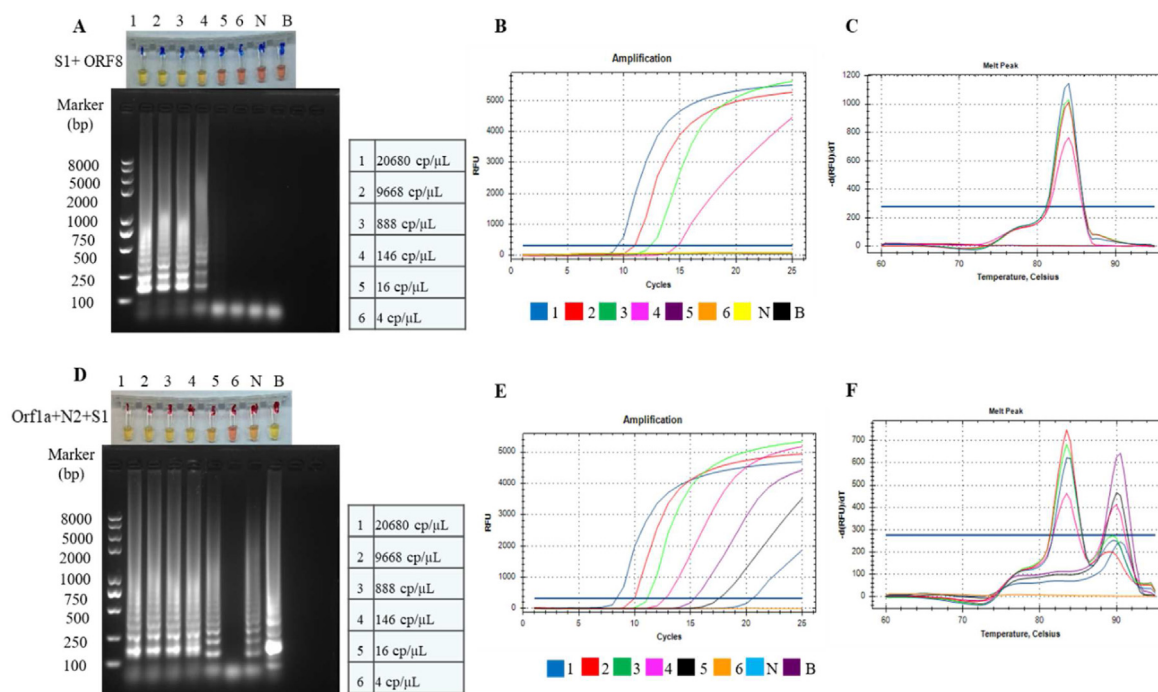 A
1 2 3 4 5 6 N B
S1+ ORF8
Marker
(bp)
8000
5000
2000
1000
750
500
250
100
1 20680 cp/µL
2 9668 cp/µL
3 888 cp/µL
4 146 cp/µL
5 16 cp/µL
6 4 cp/µL
B
Amplification
RFU
5000
4000
3000
2000
1000
0
0 5 10 15 20 25
Cycles
1 2 3 4 5 6 N B
C
Melt Peak
-d(RFU)/dT
1200
1000
800
600
400
200
0
60 70 80 90
Temperature, Celsius
D
1 2 3 4 5 6 N B
Orf1a+N2+S1
Marker
(bp)
8000
5000
2000
1000
750
500
250
100
1 20680 cp/µL
2 9668 cp/µL
3 888 cp/µL
4 146 cp/µL
5 16 cp/µL
6 4 cp/µL
E
Amplification
RFU
5000
4000
3000
2000
1000
0
0 5 10 15 20 25
Cycles
1 2 3 4 5 6 N B
F
Melt Peak
-d(RFU)/dT
700
600
500
400
300
200
100
0
60 70 80 90
Temperature, Celsius